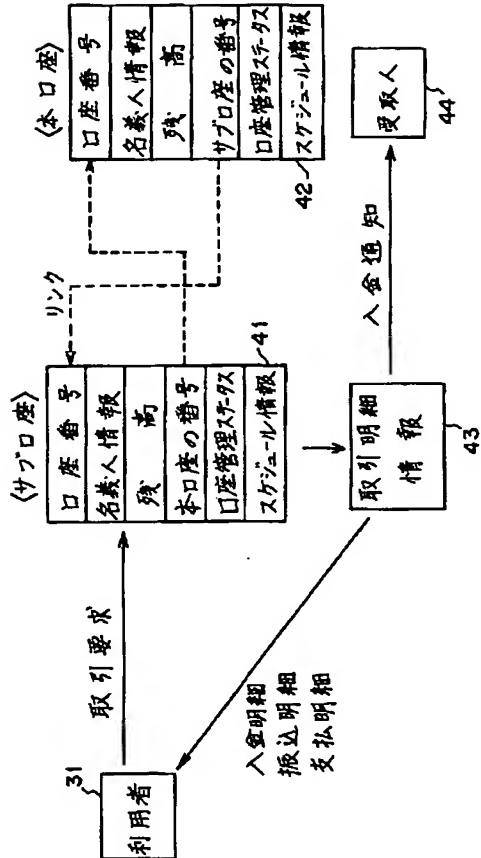 31
利用者
取引要求
入金明細
振込明細
支払明細
〈サブ口座〉
口座番号
名義人情報
残高
本口座の番号
口座管理ステータス
スケジュール情報
41
リンク
〈本口座〉
口座番号
名義人情報
残高
サブ口座の番号
口座管理ステータス
スケジュール情報
42
取引明細
情報
43
入金通知
受取人
44